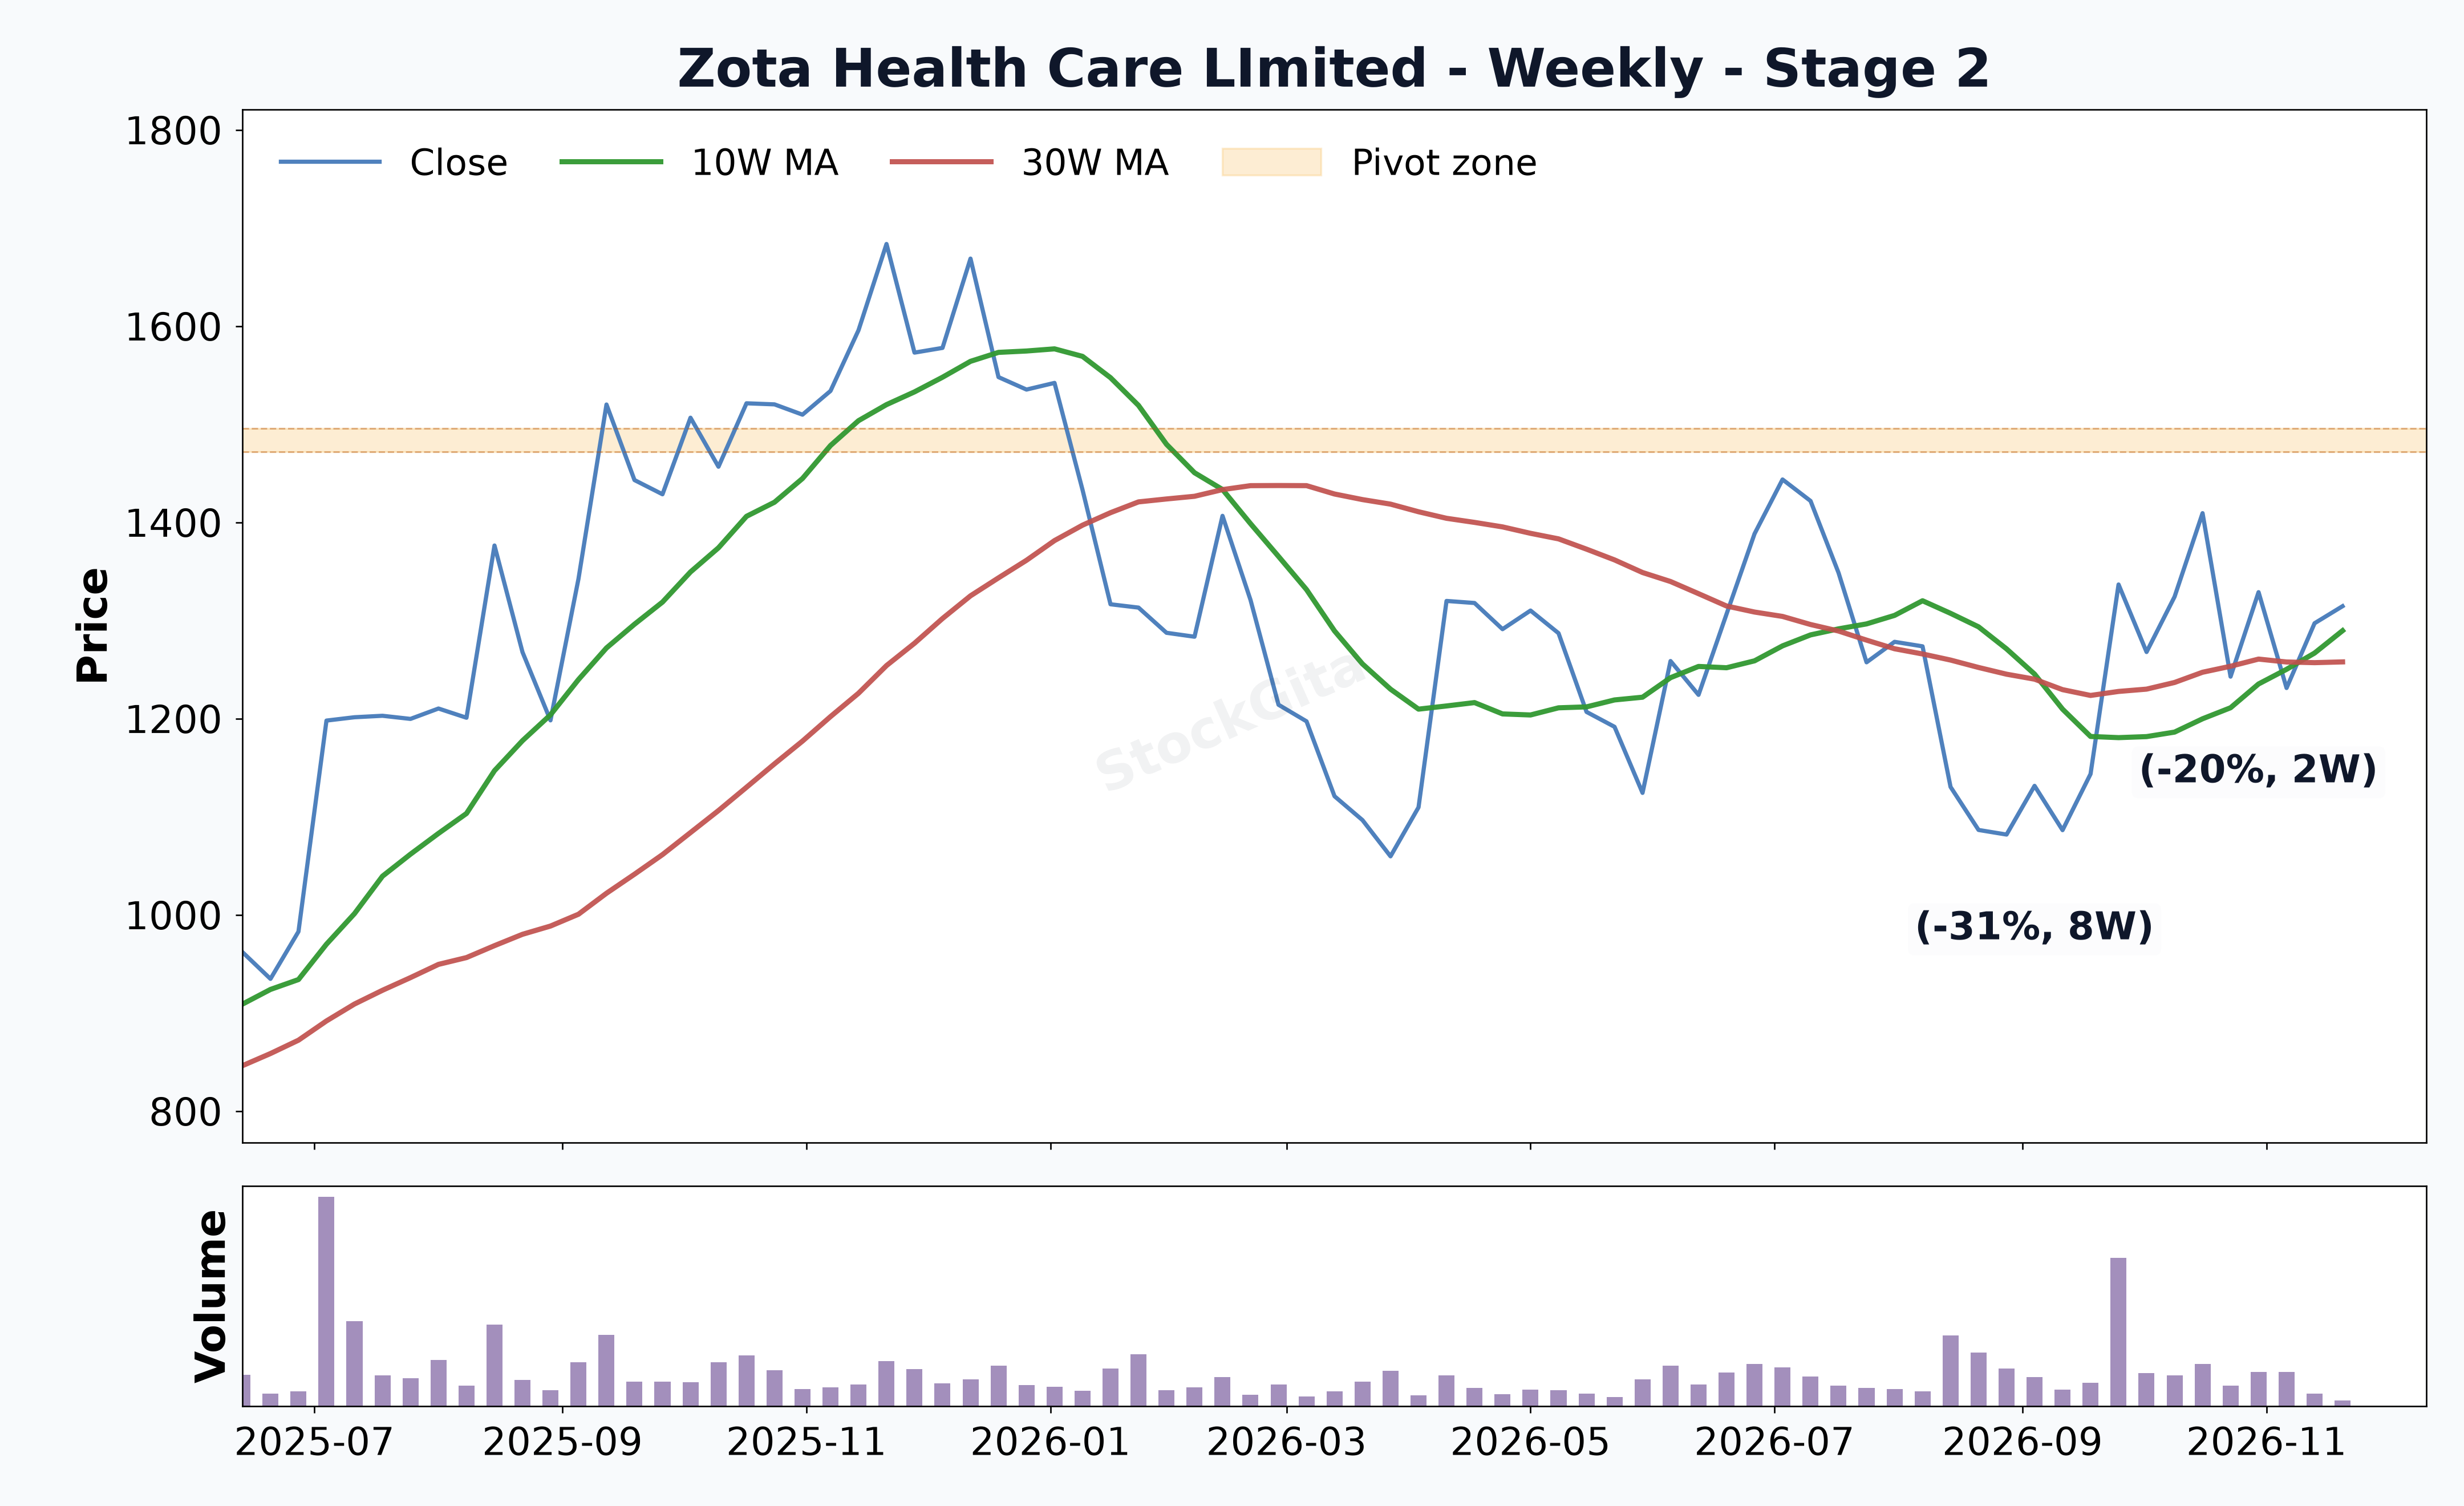 Zota Health Care LImited - Weekly - Stage 2
Close 10W MA 30W MA Pivot zone
1800
1600
1400
1200
1000
800
Price
StockGita
(-20%, 2W)
(-31%, 8W)
Volume
2025-07 2025-09 2025-11 2026-01 2026-03 2026-05 2026-07 2026-09 2026-11